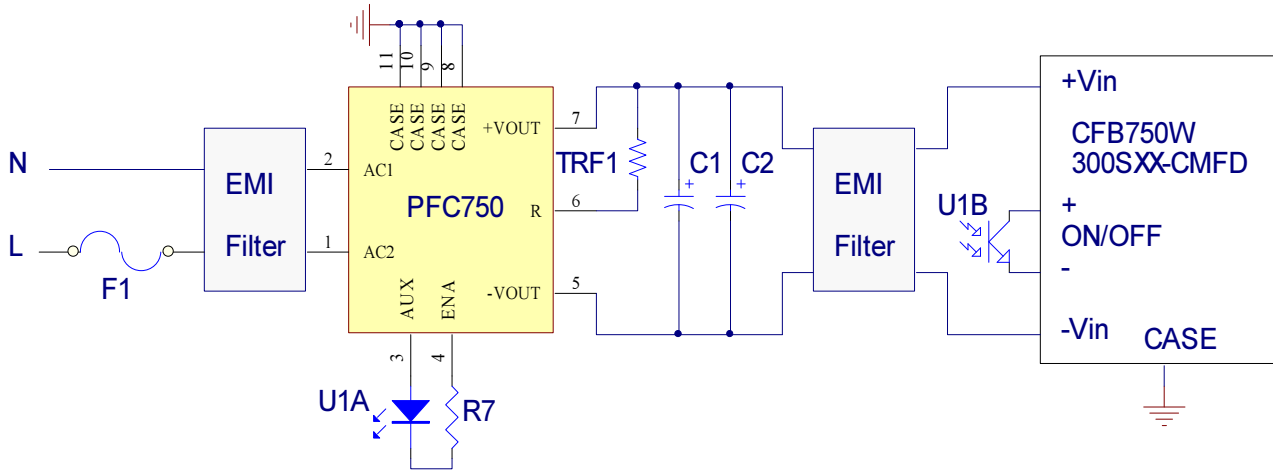 11
10
9
8
CASE
CASE
CASE
CASE
+VOUT
7
N
EMI
Filter
2
AC1
L
F1
1
AC2
PFC750
TRF1
R
6
C1
+
C2
+
-VOUT
5
AUX
ENA
3
4
U1A
R7
EMI
Filter
+Vin
CFB750W
300SXX-CMFD
U1B
+
ON/OFF
-
-Vin
CASE